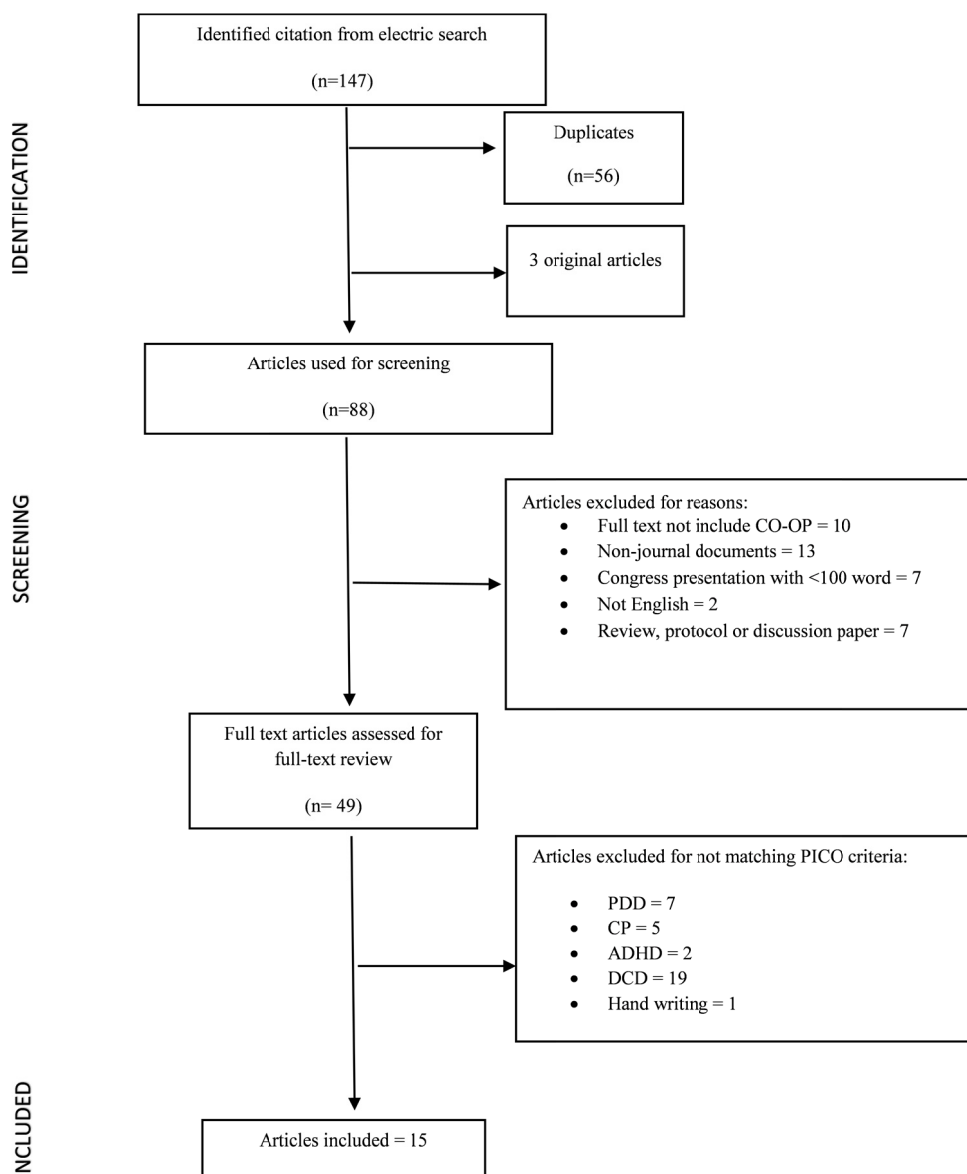 Identified citation from electric search
(n=147)
IDENTIFICATION
Duplicates
(n=56)
3 original articles
Articles used for screening
(n=88)
SCREENING
Articles excluded for reasons:
• Full text not include CO-OP = 10
• Non-journal documents = 13
• Congress presentation with <100 word = 7
• Not English = 2
• Review, protocol or discussion paper = 7
Full text articles assessed for
full-text review
(n= 49)
Articles excluded for not matching PICO criteria:
• PDD = 7
• CP = 5
• ADHD = 2
• DCD = 19
• Hand writing = 1
NCLUDED
Articles included = 15